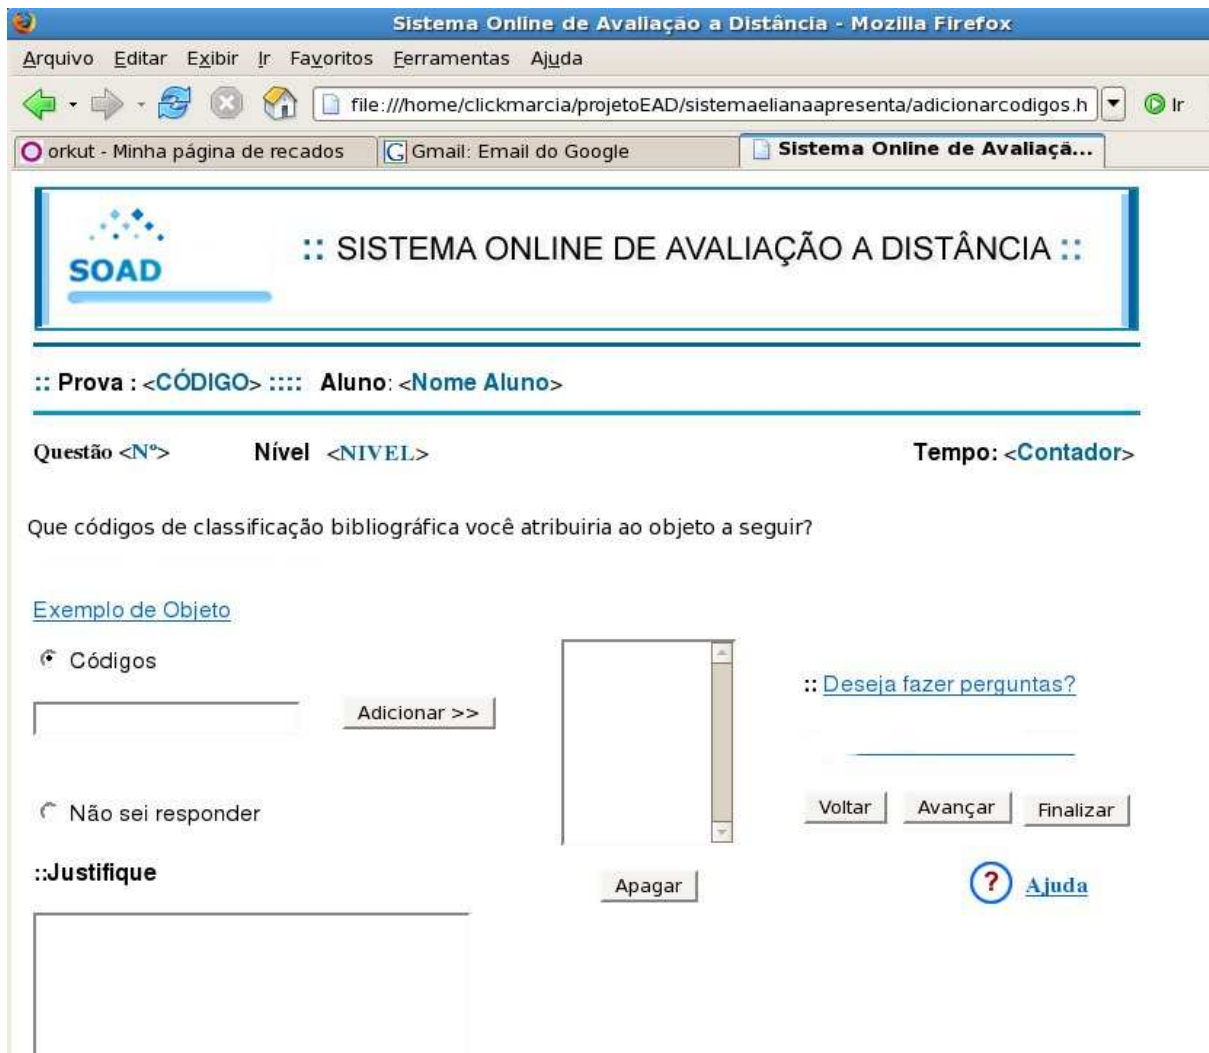 Sistema Online de Avaliação a Distância - Mozilla Firefox
Arquivo Editar Exibir Ir Favoritos Ferramentas Ajuda
file:///home/clickmarcia/projetoEAD/sistemaelianaapresenta/adicionarcodigos.h Ir
orkut - Minha página de recados G Gmail: Email do Google Sistema Online de Avaliaçã...
SOAD
:: SISTEMA ONLINE DE AVALIAÇÃO A DISTÂNCIA ::
:: Prova : <CÓDIGO> :::: Aluno: <Nome Aluno>
Questão <Nº> Nível <NIVEL> Tempo: <Contador>
Que códigos de classificação bibliográfica você atribuiria ao objeto a seguir?
Exemplo de Objeto
Códigos
:: Deseja fazer perguntas?
Adicionar >>
Não sei responder
Voltar Avançar Finalizar
::Justifique
Apagar
? Ajuda